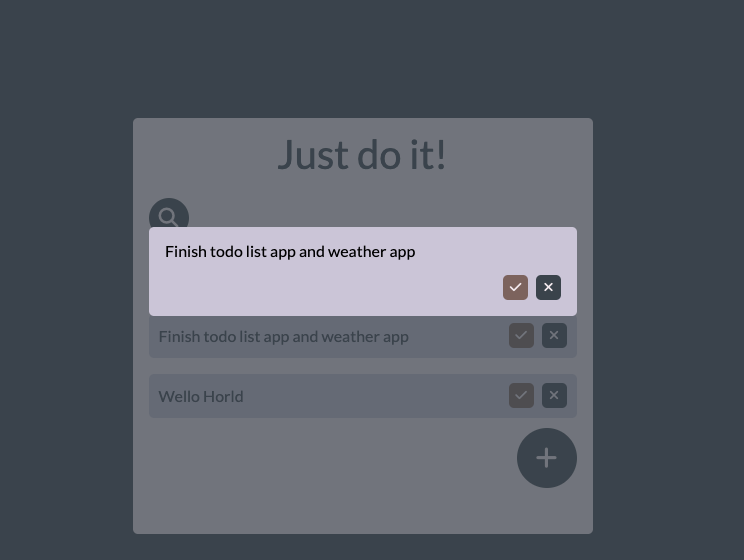 Just do it!
Finish todo list app and weather app
Finish todo list app and weather app
Wello Horld